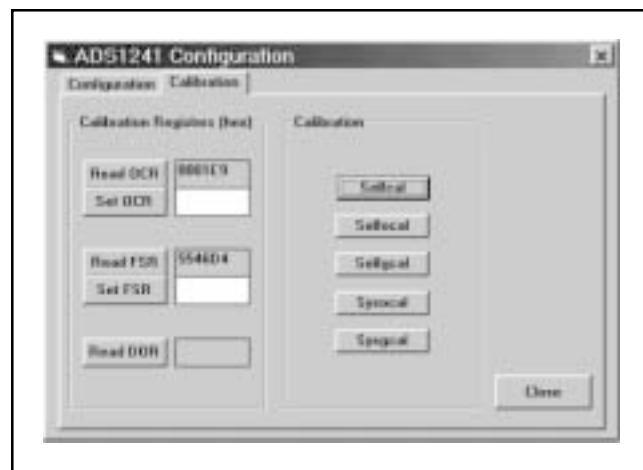 ADS1241 Configuration
Configuration Calibration
Calibration Registers (hex)
Read OCR
Set OCR
Read FSR 5546D4
Set FSR
Read DOR
Calibration
Selfcal
Selfocal
Selfgcal
Sysocal
Sysgcal
Close